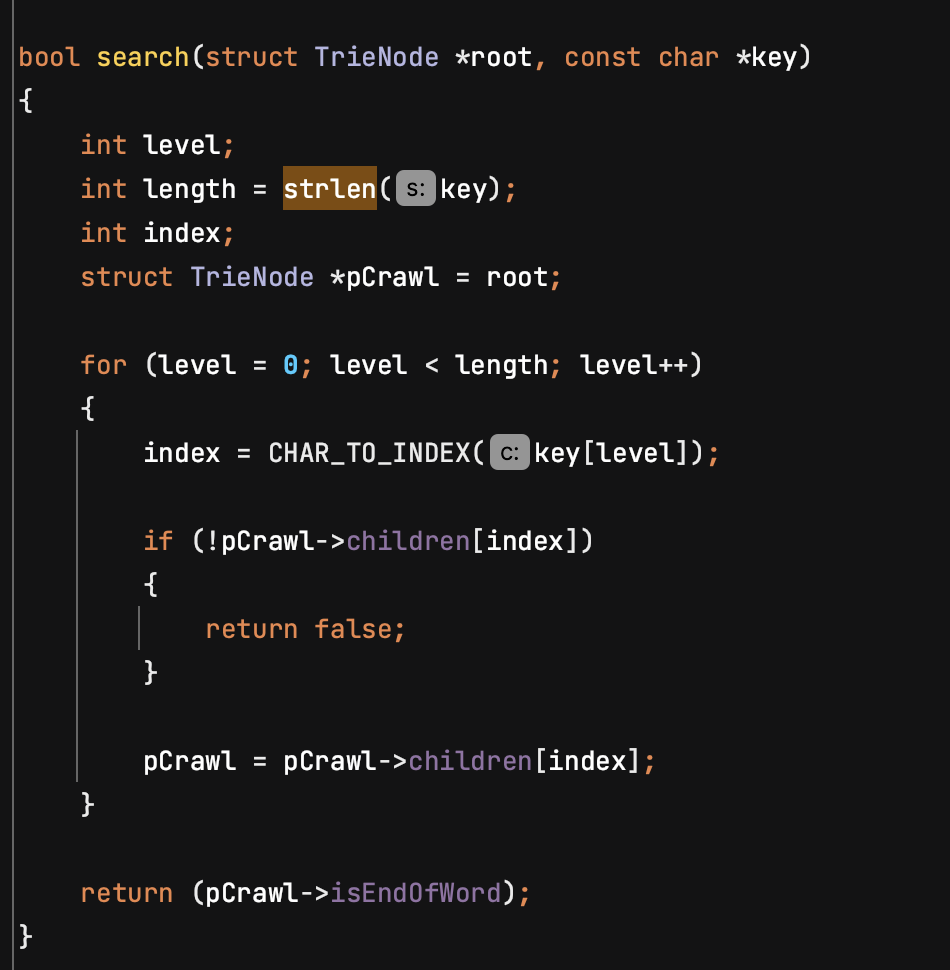 bool search(struct TrieNode *root, const char *key)
{
    int level;
    int length = strlen(s: key);
    int index;
    struct TrieNode *pCrawl = root;

    for (level = 0; level < length; level++)
    {
        index = CHAR_TO_INDEX(c: key[level]);

        if (!pCrawl->children[index])
        {
            return false;
        }

        pCrawl = pCrawl->children[index];
    }

    return (pCrawl->isEndOfWord);
}